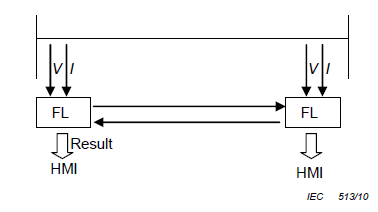 V I V I
FL FL
Result
HMI HMI
IEC 513/10